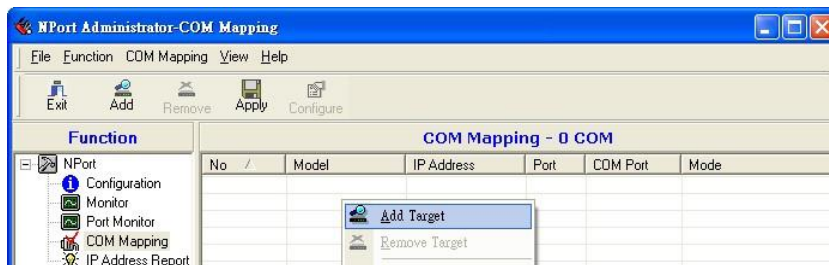 NPort Administrator-COM Mapping
File Function COM Mapping View Help
Exit Add Remove Apply Configure
Function
COM Mapping - 0 COM
No Model IP Address Port COM Port Mode
NPort
Configuration
Monitor
Port Monitor
COM Mapping
IP Address Report
Add Target
Remove Target